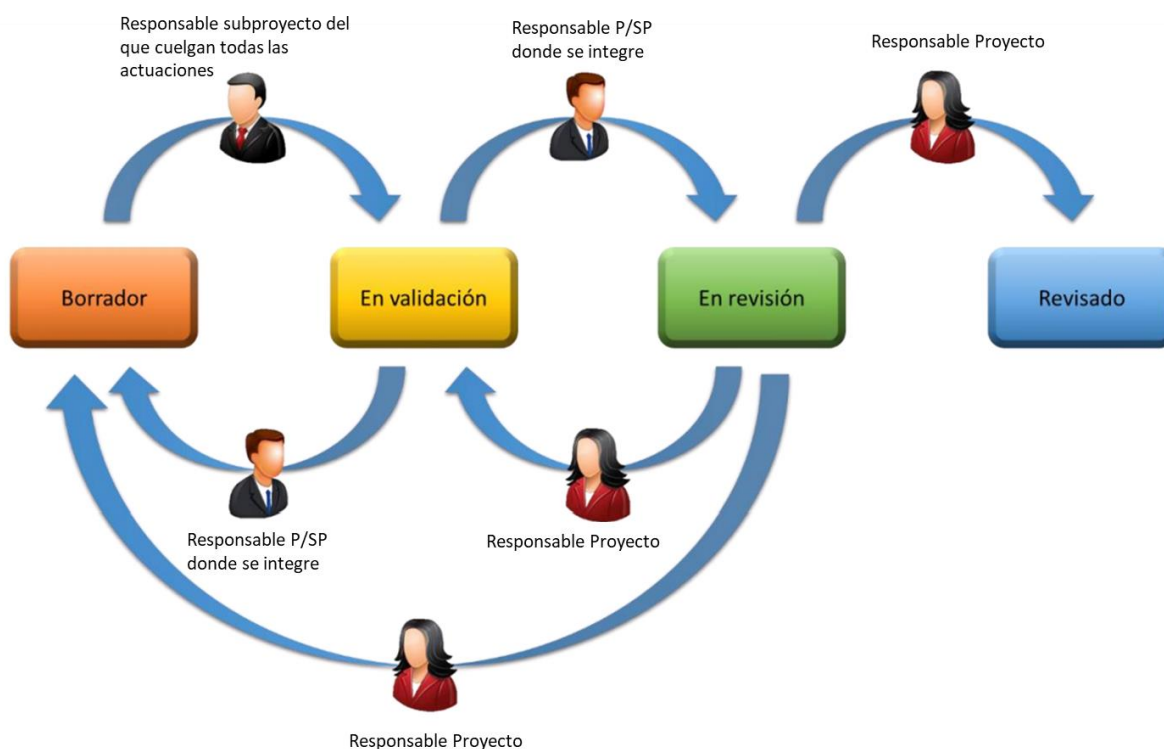 Responsable subproyecto del
que cuelgan todas las
actuaciones
Responsable P/SP
donde se integre
Responsable Proyecto
Borrador
En validación
En revisión
Revisado
Responsable P/SP
donde se integre
Responsable Proyecto
Responsable Proyecto